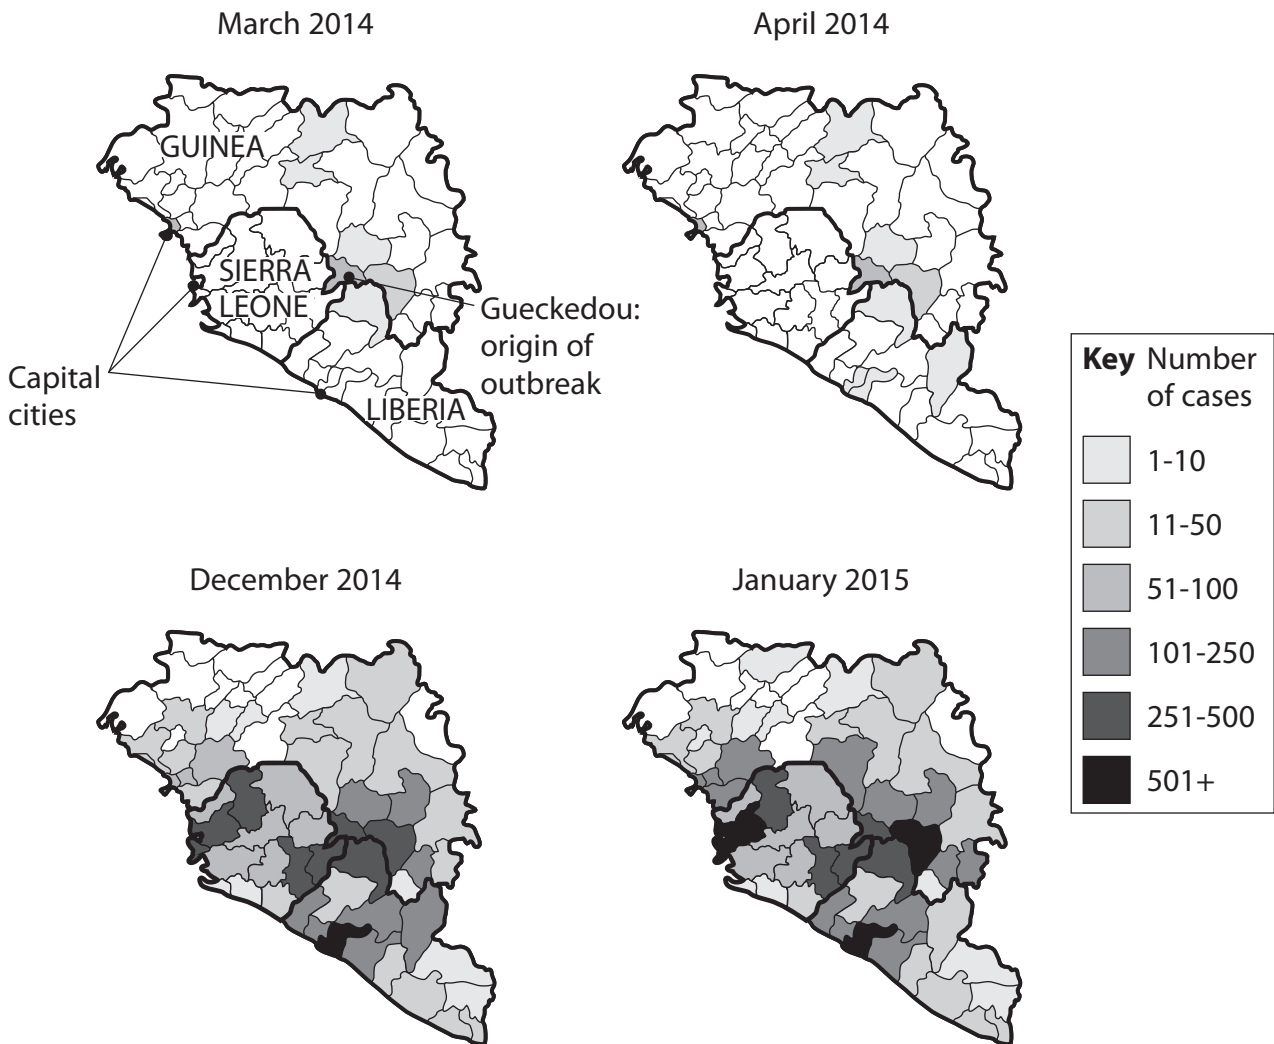 March 2014
April 2014
GUINEA
SIERRA
LEONE
Gueckedou:
origin of
outbreak
Capital
cities
LIBERIA
Key Number
of cases
1-10
11-50
51-100
101-250
251-500
501+
December 2014
January 2015